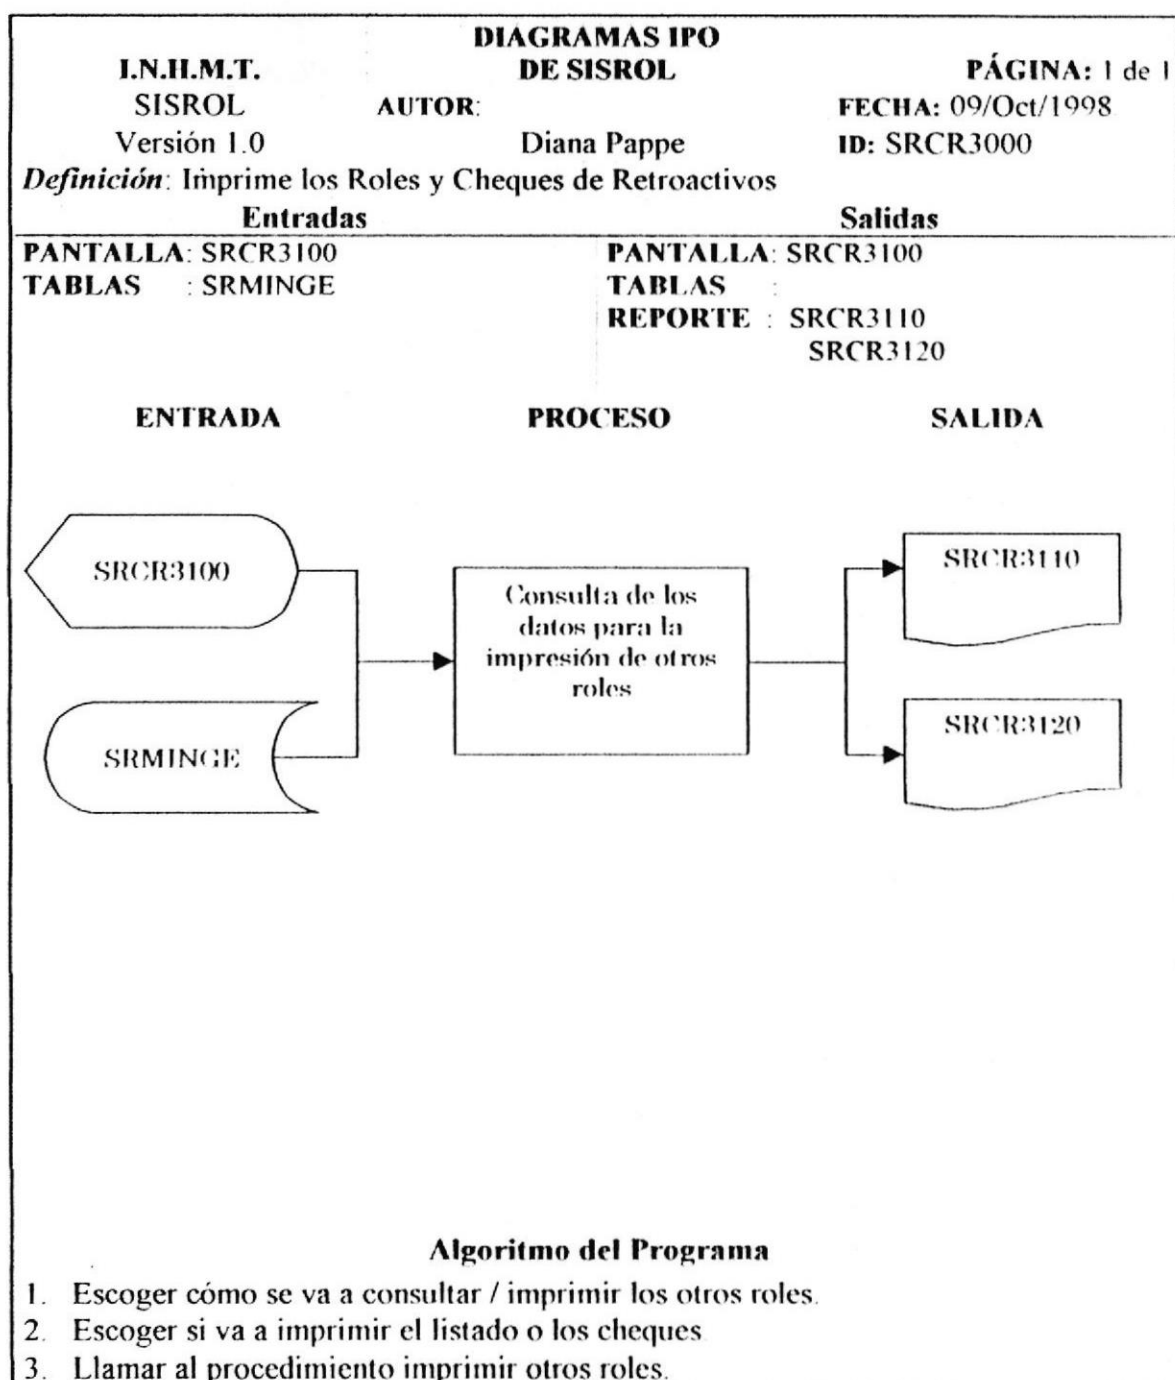 DIAGRAMAS IPO
I.N.H.M.T. DE SISROL PÁGINA: 1 de 1
SISROL AUTOR: FECHA: 09/Oct/1998
Versión 1.0 Diana Pappe ID: SRCR3000
Definición: Imprime los Roles y Cheques de Retroactivos
Entradas Salidas
PANTALLA: SRCR3100 PANTALLA: SRCR3100
TABLAS : SRMINGE TABLAS :
REPORTE : SRCR3110
SRCR3120
ENTRADA PROCESO SALIDA
SRCR3100
SRMINGE
Consulta de los
datos para la
impresión de otros
roles
SRCR3110
SRCR3120
Algoritmo del Programa
1. Escoger cómo se va a consultar / imprimir los otros roles.
2. Escoger si va a imprimir el listado o los cheques
3. Llamar al procedimiento imprimir otros roles.